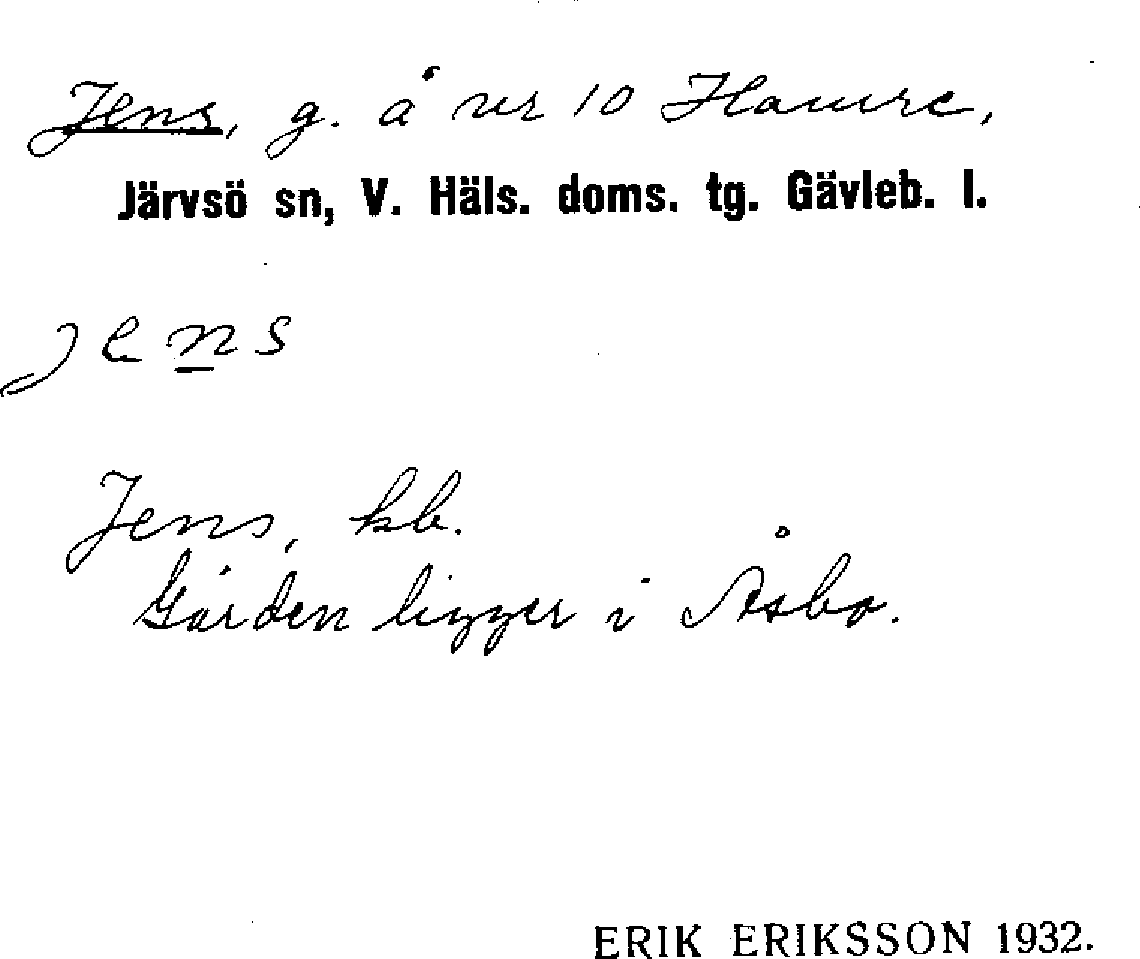 Jens, g. å nr 10 Hamre,
Järvsö sn, V. Häls. doms. tg. Gävleb. l.
jens
Jens, kb.
Gården ligger i Åsbo.
ERIK ERIKSSON 1932.